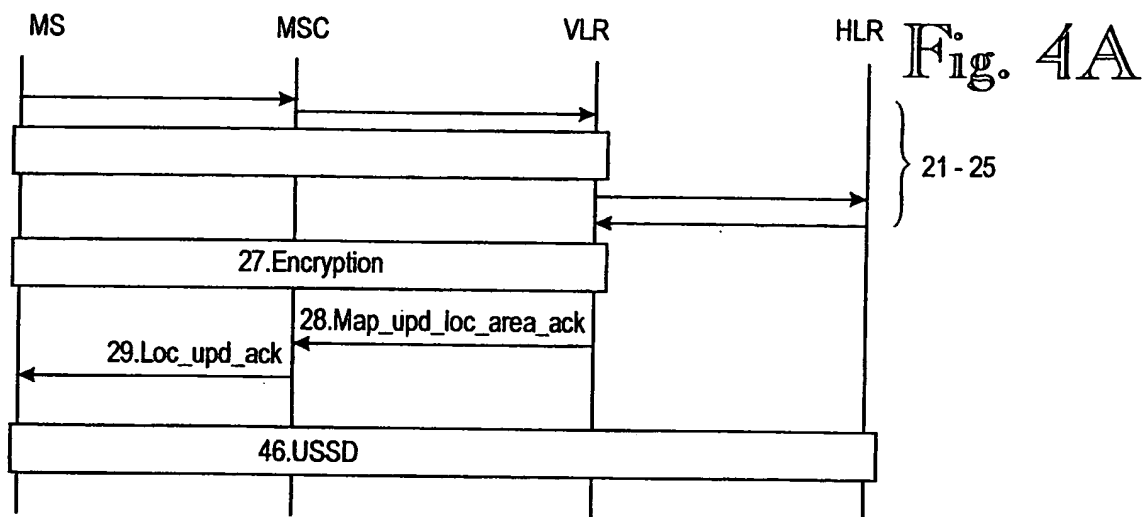 MS MSC VLR HLR Fig. 4A
21 - 25
27.Encryption
28.Map_upd_loc_area_ack
29.Loc_upd_ack
46.USSD